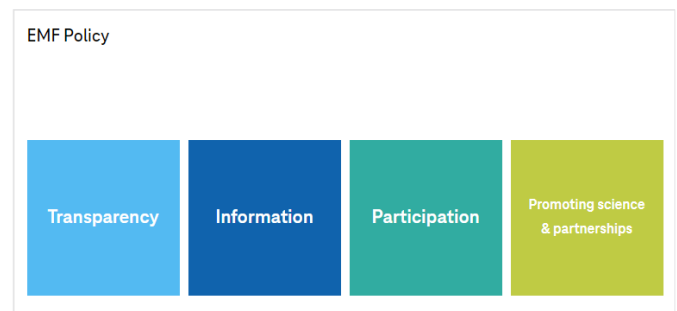 EMF Policy
Transparency
Information
Participation
Promoting science
& partnerships